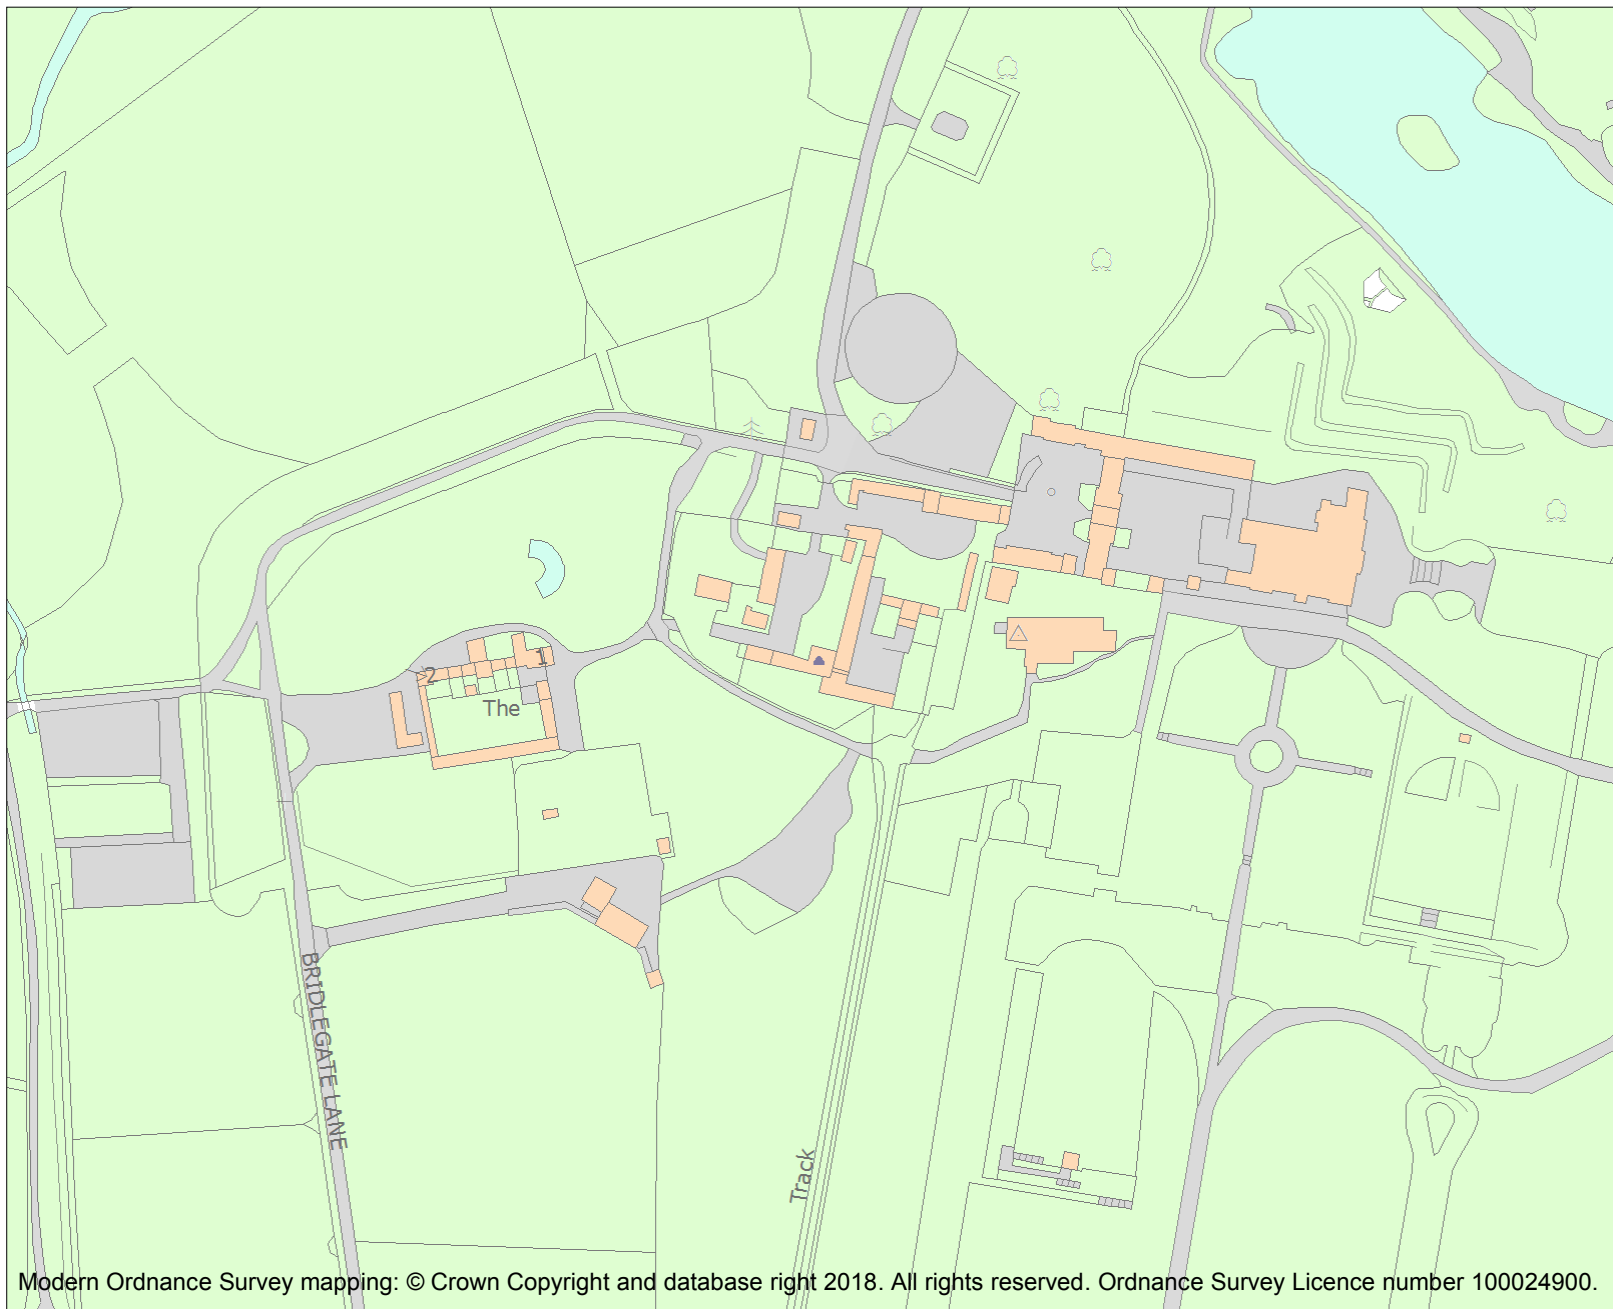 2
1
The
BRIDLEGATE LANE
Track
Modern Ordnance Survey mapping: © Crown Copyright and database right 2018. All rights reserved. Ordnance Survey Licence number 100024900.